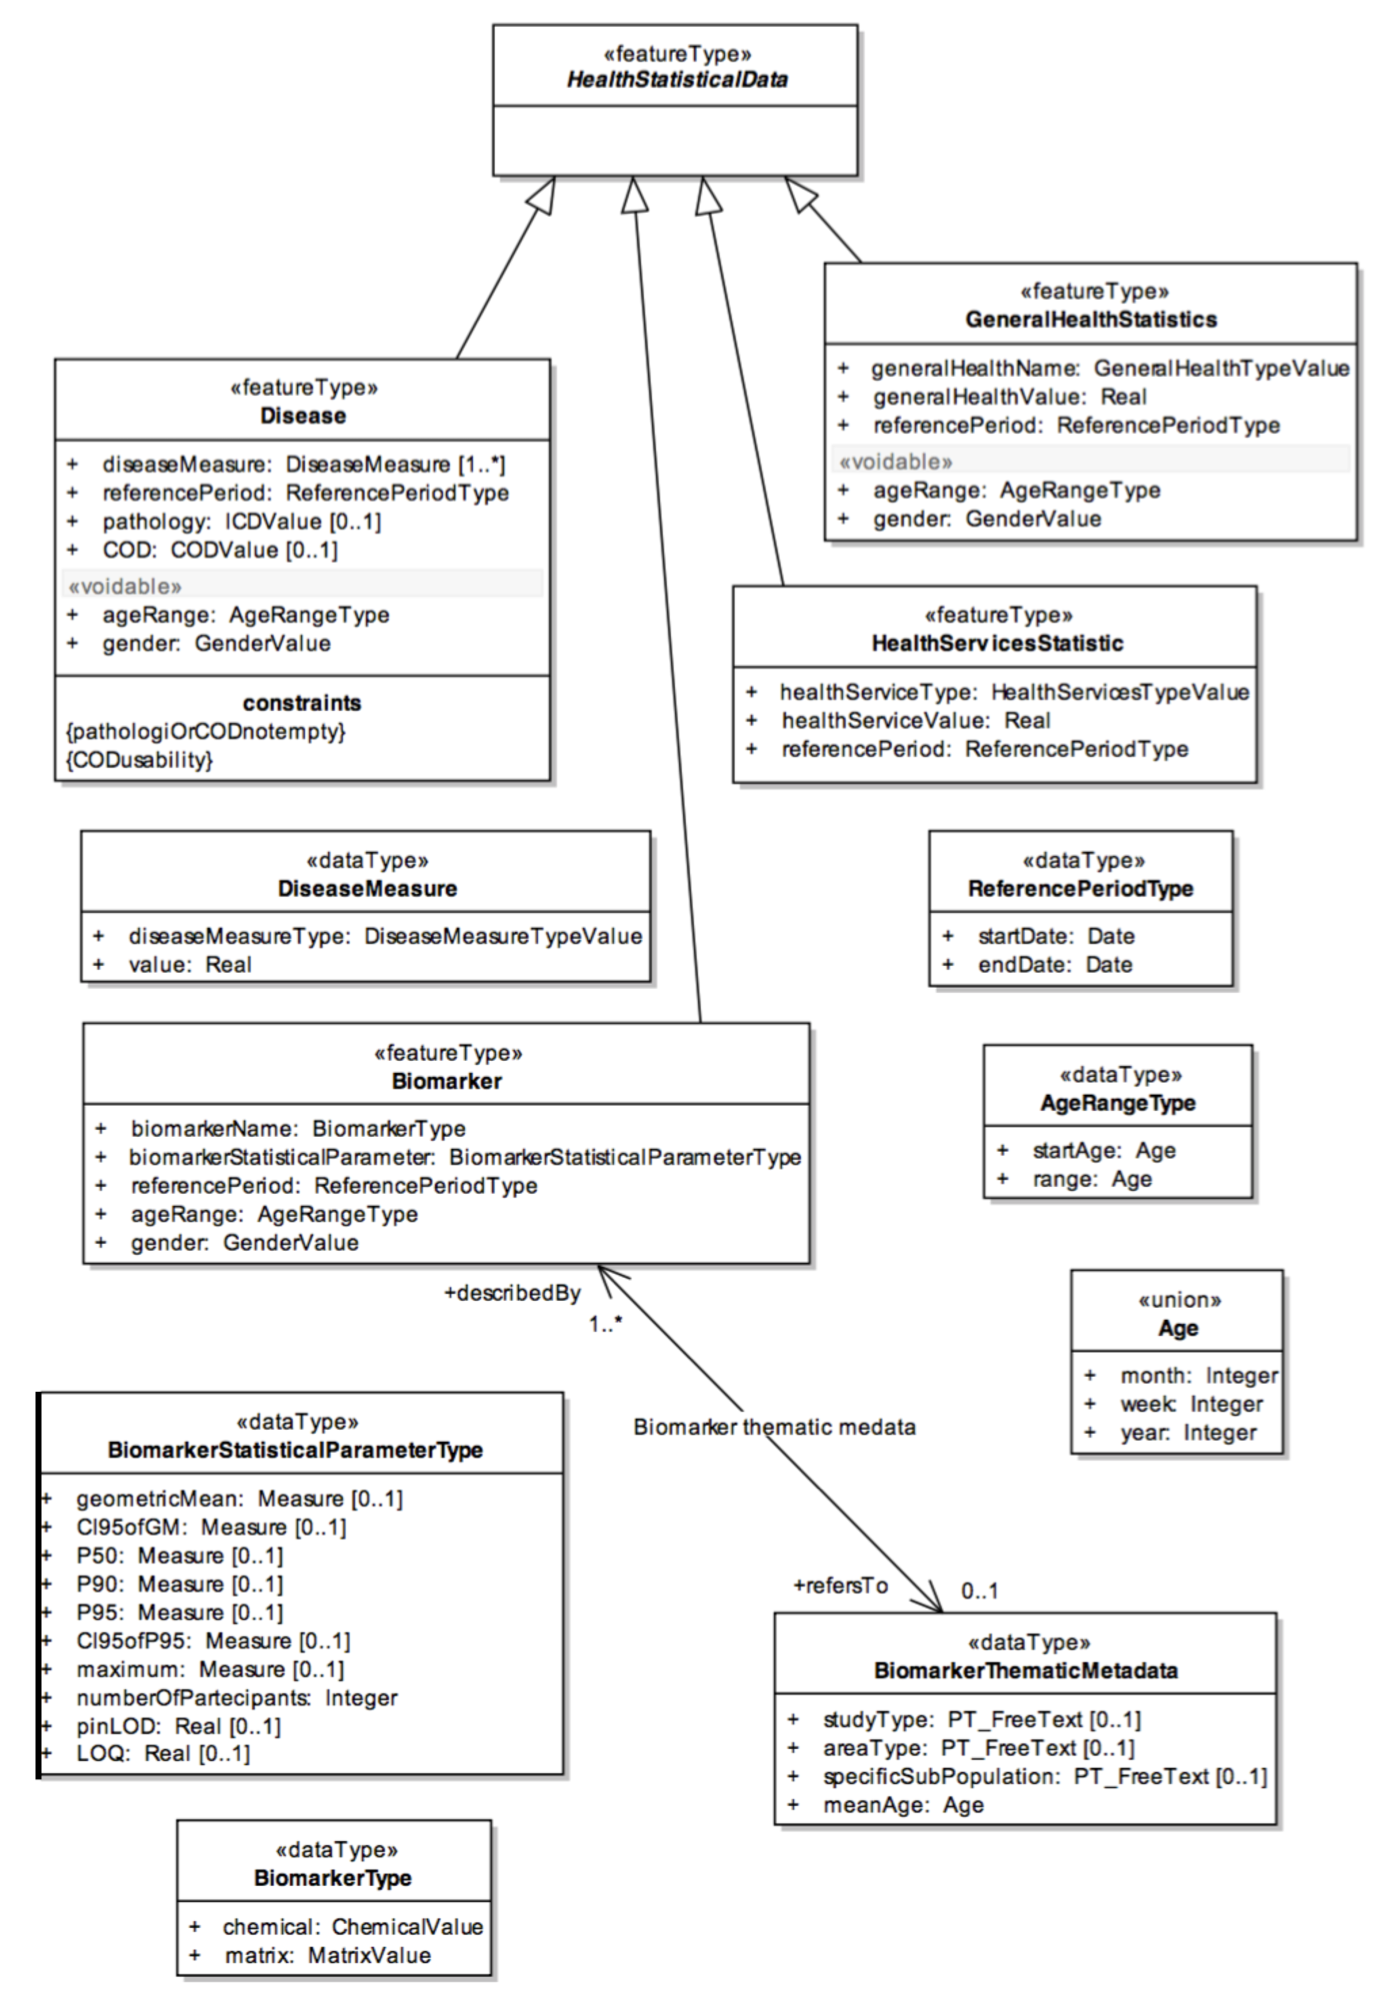 «featureType»
HealthStatisticalData
«featureType»
GeneralHealthStatistics
+ generalHealthName: GeneralHealthTypeValue
+ generalHealthValue: Real
+ referencePeriod: ReferencePeriodType
«voidable»
+ ageRange: AgeRangeType
+ gender: GenderValue
«featureType»
Disease
+ diseaseMeasure: DiseaseMeasure [1..*]
+ referencePeriod: ReferencePeriodType
+ pathology: ICDValue [0..1]
+ COD: CODValue [0..1]
«voidable»
+ ageRange: AgeRangeType
+ gender: GenderValue
constraints
{pathologiOrCODnotempty}
{CODusability}
«featureType»
HealthServicesStatistic
+ healthServiceType: HealthServicesTypeValue
+ healthServiceValue: Real
+ referencePeriod: ReferencePeriodType
«dataType»
DiseaseMeasure
+ diseaseMeasureType: DiseaseMeasureTypeValue
+ value: Real
«dataType»
ReferencePeriodType
+ startDate: Date
+ endDate: Date
«featureType»
Biomarker
+ biomarkerName: BiomarkerType
+ biomarkerStatisticalParameter: BiomarkerStatisticalParameterType
+ referencePeriod: ReferencePeriodType
+ ageRange: AgeRangeType
+ gender: GenderValue
«dataType»
AgeRangeType
+ startAge: Age
+ range: Age
+describedBy
1..*
«union»
Age
+ month: Integer
+ week: Integer
+ year: Integer
Biomarker thematic medata
«dataType»
BiomarkerStatisticalParameterType
+ geometricMean: Measure [0..1]
+ CI95ofGM: Measure [0..1]
+ P50: Measure [0..1]
+ P90: Measure [0..1]
+ P95: Measure [0..1]
+ CI95ofP95: Measure [0..1]
+ maximum: Measure [0..1]
+ numberOfPartecipants: Integer
+ pinLOD: Real [0..1]
+ LOQ: Real [0..1]
+refersTo
0..1
«dataType»
BiomarkerThematicMetadata
+ studyType: PT_FreeText [0..1]
+ areaType: PT_FreeText [0..1]
+ specificSubPopulation: PT_FreeText [0..1]
+ meanAge: Age
«dataType»
BiomarkerType
+ chemical: ChemicalValue
+ matrix: MatrixValue